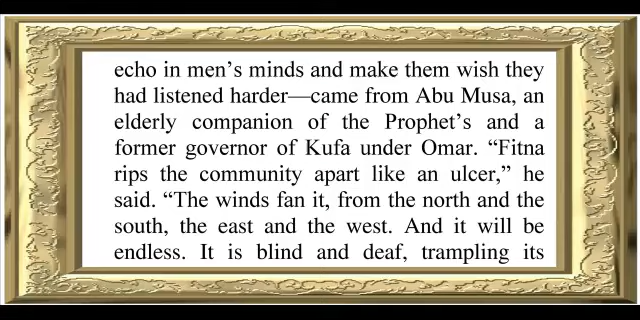 echo in men’s minds and make them wish they
had listened harder—came from Abu Musa, an
elderly companion of the Prophet’s and a
former governor of Kufa under Omar. “Fitna
rips the community apart like an ulcer,” he
said. “The winds fan it, from the north and the
south, the east and the west. And it will be
endless. It is blind and deaf, trampling its